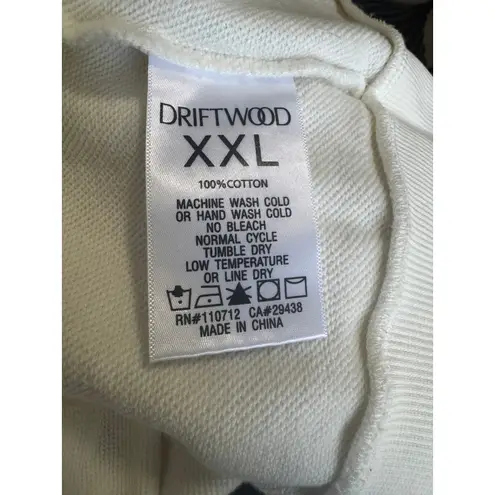 DRIFTWOOD
XXL
100%COTTON
MACHINE WASH COLD
OR HAND WASH COLD
NO BLEACH
NORMAL CYCLE
TUMBLE DRY
LOW TEMPERATURE
OR LINE DRY
RN#110712 CA#29438
MADE IN CHINA